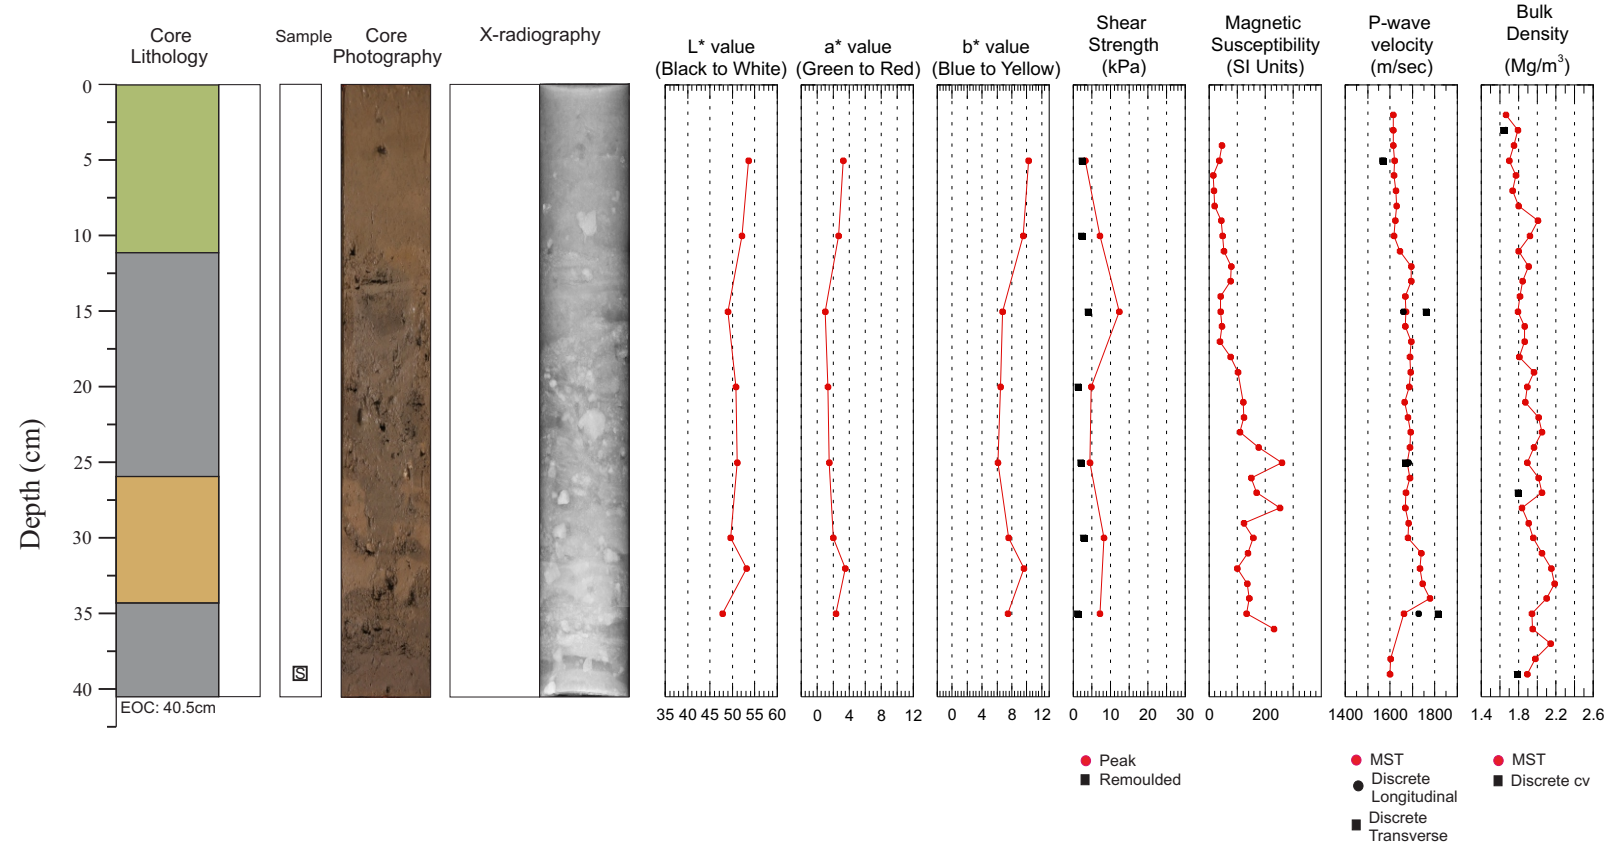 Core
Lithology
Sample
Core
Photography
X-radiography
L* value
(Black to White)
a* value
(Green to Red)
b* value
(Blue to Yellow)
Shear
Strength
(kPa)
Magnetic
Susceptibility
(SI Units)
P-wave
velocity
(m/sec)
Bulk
Density
(Mg/m³)
Depth (cm)
0
5
10
15
20
25
30
35
40
EOC: 40.5cm
S
35 40 45 50 55 60
0 4 8 12
0 4 8 12
0 10 20 30
0 200
1400 1600 1800
1.4 1.8 2.2 2.6
Peak
Remoulded
MST
Discrete
Longitudinal
Discrete
Transverse
MST
Discrete cv